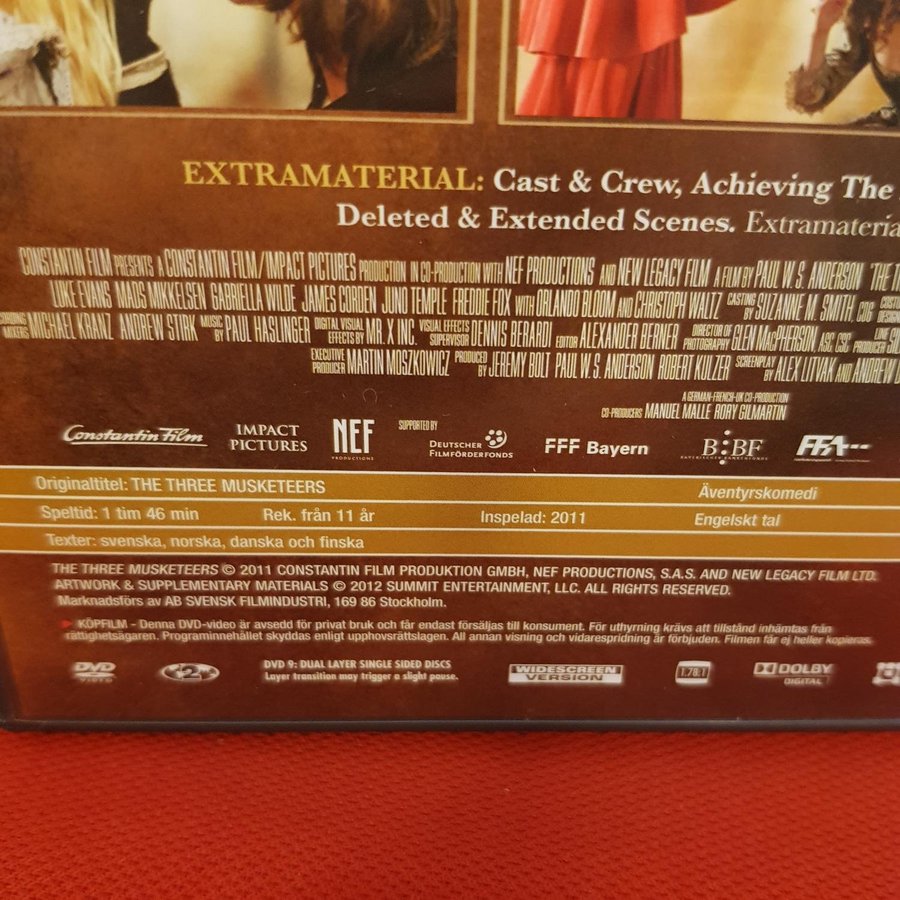 EXTRAMATERIAL: Cast & Crew, Achieving The
Deleted & Extended Scenes. Extramateria
CONSTANTIN FILM PRESENTS A CONSTANTIN FILM/IMPACT PICTURES PRODUCTION IN CO-PRODUCTION WITH NEF PRODUCTIONS AND NEW LEGACY FILM A FILM BY PAUL W.S. ANDERSON "THE
LUKE EVANS MADS MIKKELSEN GABRIELLA WILDE JAMES CORDEN JUNO TEMPLE FREDDIE FOX WITH ORLANDO BLOOM AND CHRISTOPH WALTZ CASTING BY SUZANNE M. SMITH, CDG
MICHAEL KRANZ ANDREW STIRK MUSIC BY PAUL HASLINGER DIGITAL VISUAL EFFECTS BY MR. X INC. VISUAL EFFECTS SUPERVISOR DENNIS BERARDI EDITOR ALEXANDER BERNER DIRECTOR OF PHOTOGRAPHY GLEN MACPHERSON, ASC, CSC LINE PRODUCER
EXECUTIVE PRODUCER MARTIN MOSZKOWICZ PRODUCED BY JEREMY BOLT PAUL W.S. ANDERSON ROBERT KULZER SCREENPLAY BY ALEX LITVAK AND ANDREW
A GERMAN-FRENCH-UK CO-PRODUCTION
CO-PRODUCERS MANUEL MALLE RORY GILMARTIN
Constantin Film IMPACT PICTURES NEF PRODUCTIONS SUPPORTED BY DEUTSCHER FILMFÖRDERFONDS FFF Bayern B:BF BAYERISCHER BANKENFONDS FFA
Originaltitel: THE THREE MUSKETEERS Äventyrskomedi
Speltid: 1 tim 46 min Rek. från 11 år Inspelad: 2011 Engelskt tal
Texter: svenska, norska, danska och finska
THE THREE MUSKETEERS © 2011 CONSTANTIN FILM PRODUKTION GMBH, NEF PRODUCTIONS, S.A.S. AND NEW LEGACY FILM LTD.
ARTWORK & SUPPLEMENTARY MATERIALS © 2012 SUMMIT ENTERTAINMENT, LLC. ALL RIGHTS RESERVED.
Marknadsförs av AB SVENSK FILMINDUSTRI, 169 86 Stockholm.
KÖPFILM - Denna DVD-video är avsedd för privat bruk och får endast försäljas till konsument. För uthyrning krävs att tillstånd inhämtas från
rättighetsägaren. Programinnehållet skyddas enligt upphovsrättslagen. All annan visning och vidarespridning är förbjuden. Filmen får ej heller kopieras.
DVD VIDEO 2 DVD 9: DUAL LAYER SINGLE SIDED DISCS WIDESCREEN VERSION 1.78:1 DOLBY DIGITAL
Layer transition may trigger a slight pause.